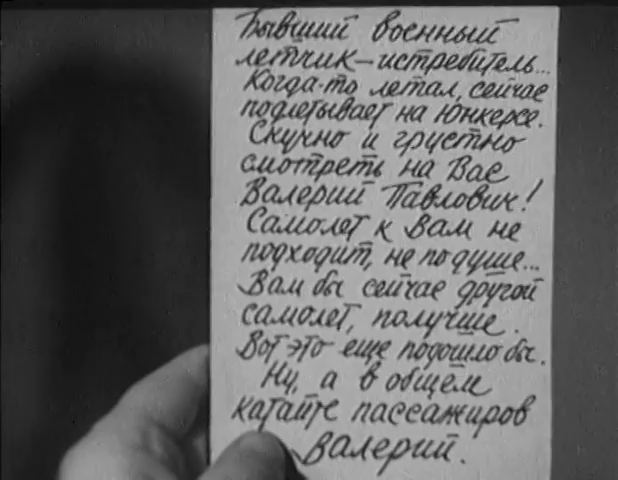 Бывший военный
летчик-истребитель...
Когда-то летал, сейчас
подлетывает на Юнкерсе.
Скучно и грустно
смотреть на Вас
Валерий Павлович!
Самолет к Вам не
подходит, не по душе...
Вам бы сейчас другой
самолет, получше.
Вот это еще подошло бы.
Ну, а в общем
катайте пассажиров
Валерий.